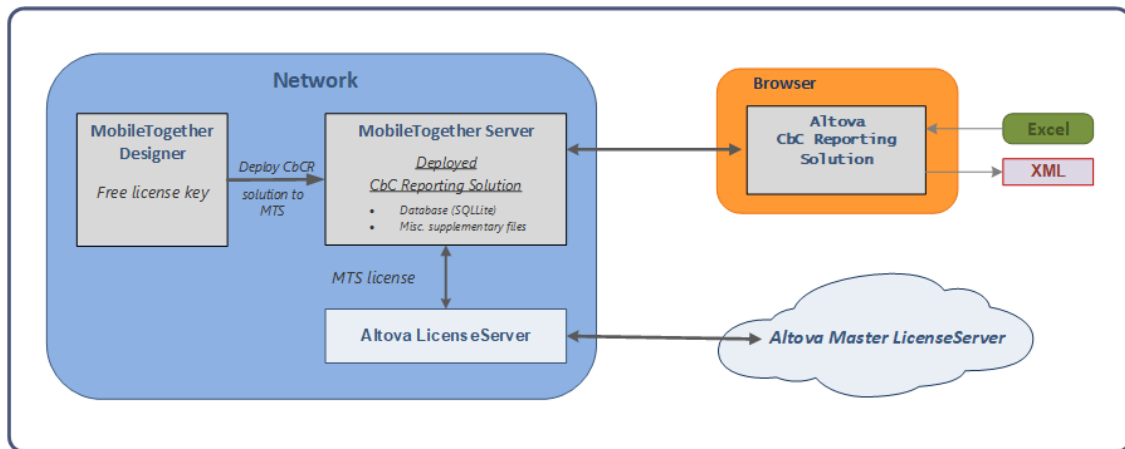 Network
MobileTogether
Designer
Free license key
Deploy CbCR
solution to
MTS
MobileTogether Server
Deployed
CbC Reporting Solution
• Database (SQLLite)
• Misc. supplementary files
MTS license
Altova LicenseServer
Browser
Altova
CbC Reporting
Solution
Excel
XML
Altova Master LicenseServer